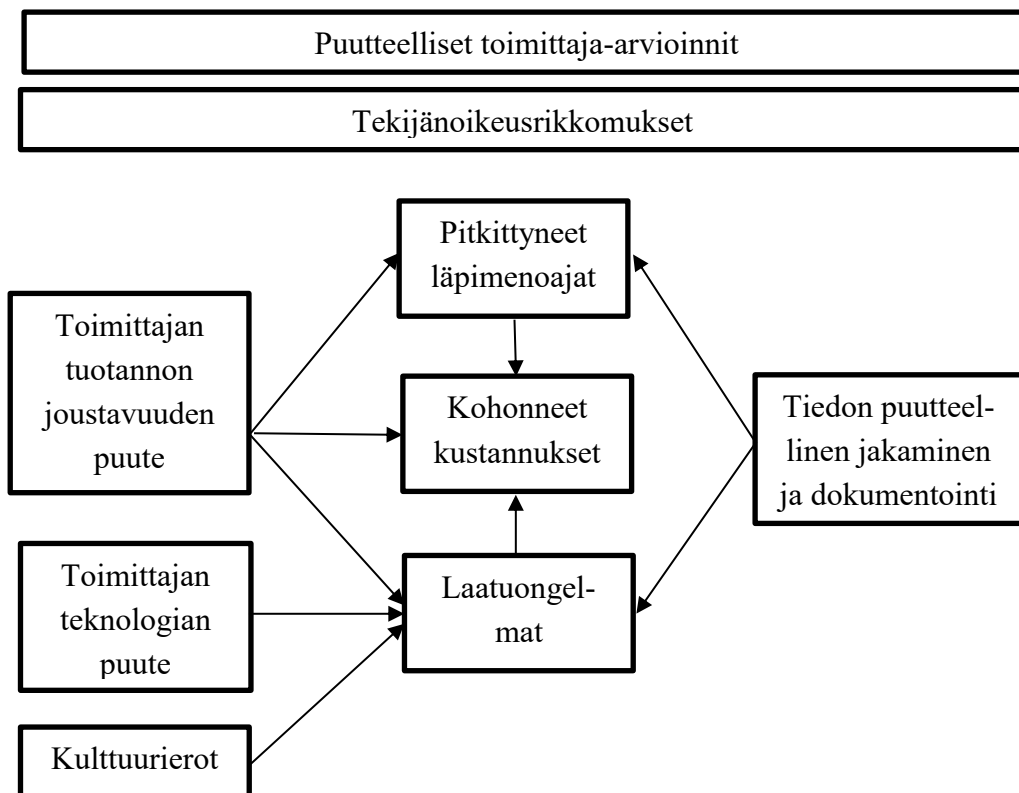 Puutteelliset toimittaja-arvioinnit
Tekijänoikeusrikkomukset
Pitkittyneet
läpimenoajat
Toimittajan
tuotannon
joustavuuden
puute
Kohonneet
kustannukset
Tiedon puutteel-
linen jakaminen
ja dokumentointi
Toimittajan
teknologian
puute
Laatuongel-
mat
Kulttuurierot